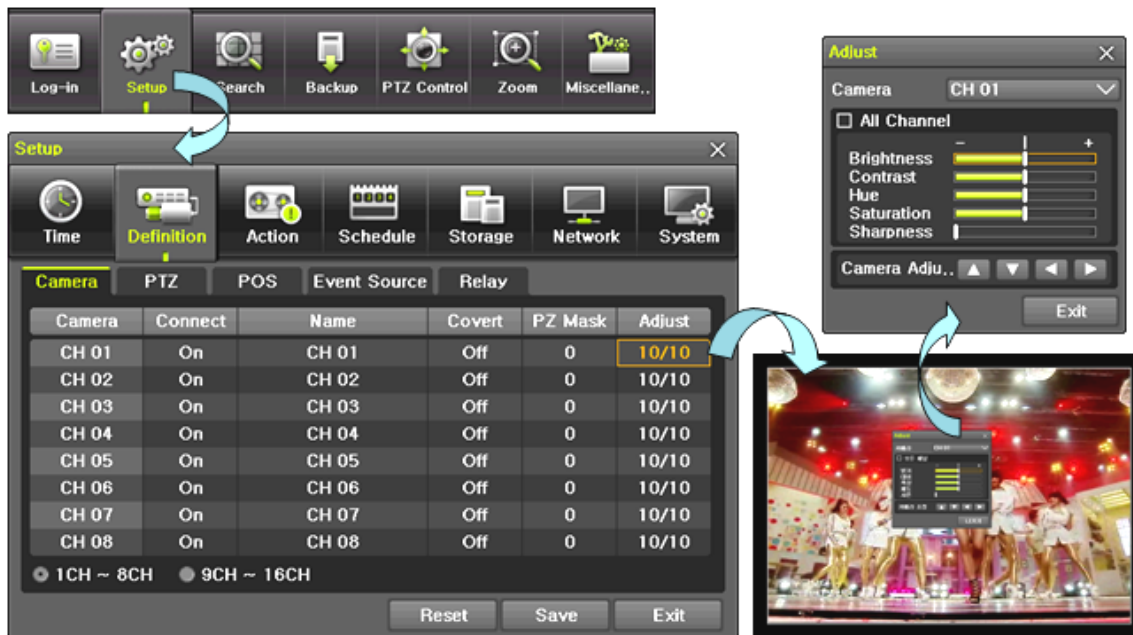 Log-in
Setup
Search
Backup
PTZ Control
Zoom
Miscellane..
Setup
Time
Definition
Action
Schedule
Storage
Network
System
Camera PTZ POS Event Source Relay
Camera Connect Name Covert PZ Mask Adjust
CH 01 On CH 01 Off 0 10/10
CH 02 On CH 02 Off 0 10/10
CH 03 On CH 03 Off 0 10/10
CH 04 On CH 04 Off 0 10/10
CH 05 On CH 05 Off 0 10/10
CH 06 On CH 06 Off 0 10/10
CH 07 On CH 07 Off 0 10/10
CH 08 On CH 08 Off 0 10/10
1CH ~ 8CH 9CH ~ 16CH
Reset Save Exit
Adjust
Camera CH 01
All Channel
- +
Brightness
Contrast
Hue
Saturation
Sharpness
Camera Adju..
Exit
Adjust
CH 01